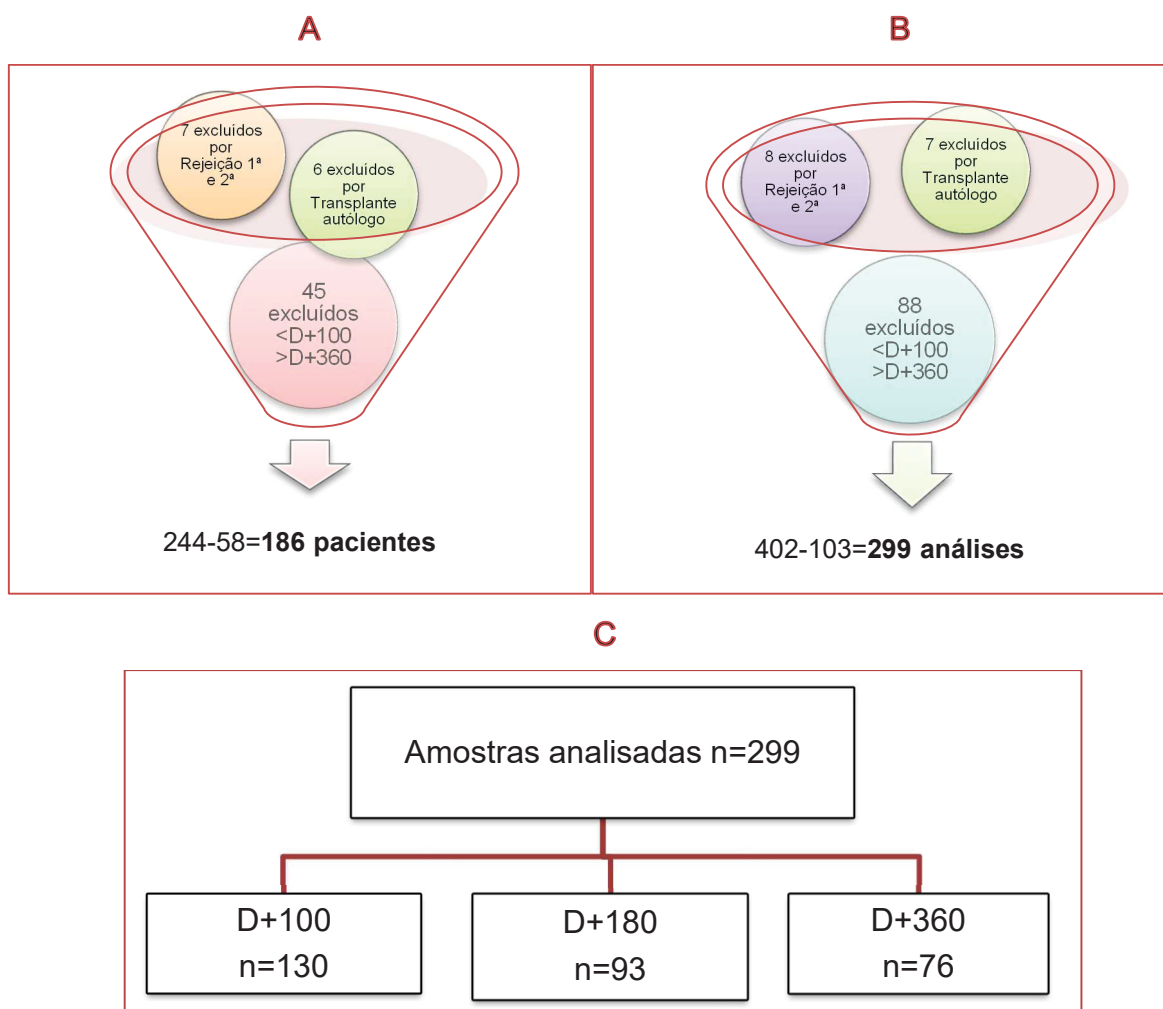 A
7 excluídos
por
Rejeição 1ª
e 2ª
6 excluídos
por
Transplante
autólogo
45
excluídos
<D+100
>D+360
244-58=186 pacientes
B
8 excluídos
por
Rejeição 1ª
e 2ª
7 excluídos
por
Transplante
autólogo
88
excluídos
<D+100
>D+360
402-103=299 análises
C
Amostras analisadas n=299
D+100
n=130
D+180
n=93
D+360
n=76